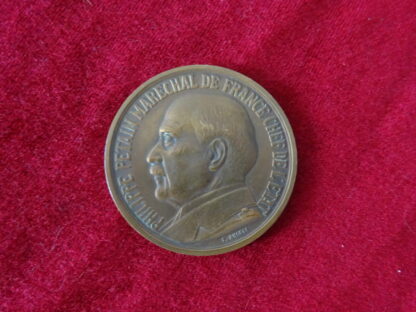 PHILIPPE PETAIN MARECHAL DE FRANCE CHEF DE L'ETAT